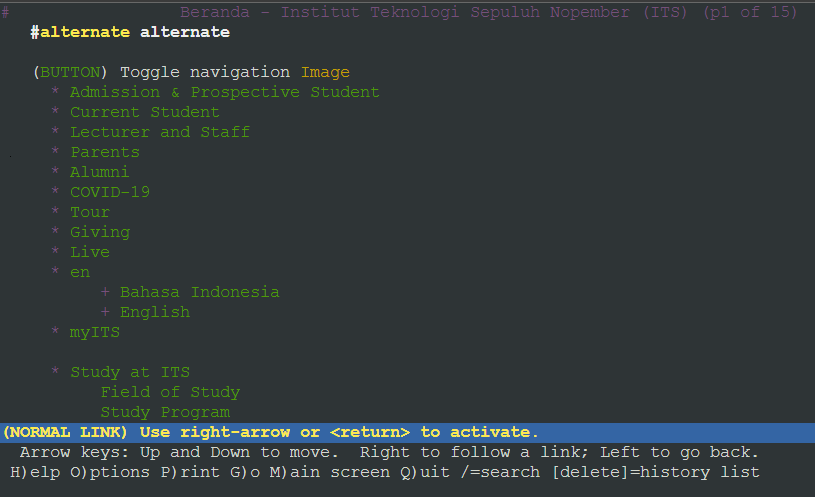 # Beranda - Institut Teknologi Sepuluh Nopember (ITS) (p1 of 15)
#alternate alternate
(BUTTON) Toggle navigation Image
* Admission & Prospective Student
* Current Student
* Lecturer and Staff
* Parents
* Alumni
* COVID-19
* Tour
* Giving
* Live
* en
+ Bahasa Indonesia
+ English
* myITS
* Study at ITS
Field of Study
Study Program
(NORMAL LINK) Use right-arrow or <return> to activate.
Arrow keys: Up and Down to move. Right to follow a link; Left to go back.
H)elp O)ptions P)rint G)o M)ain screen Q)uit /=search [delete]=history list